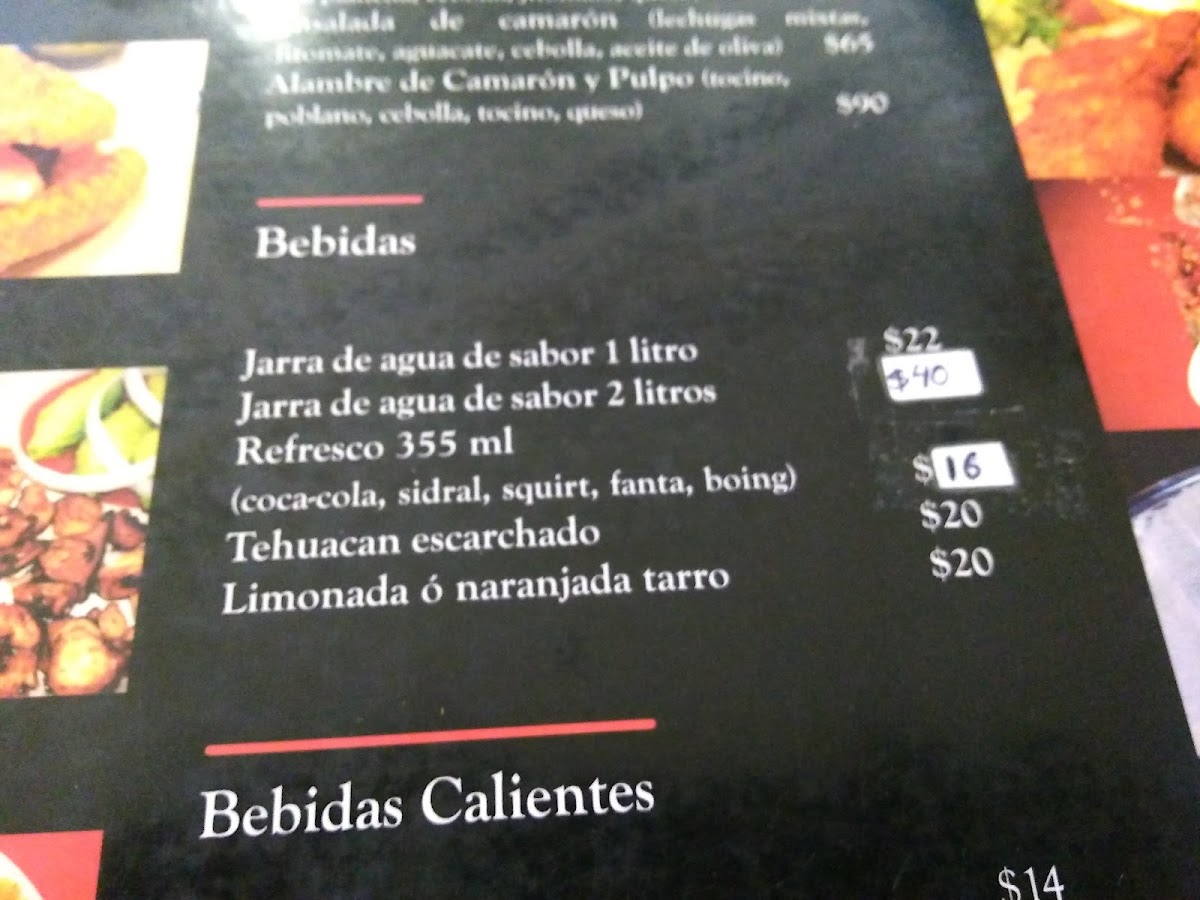 de camarón (lechugas mixtas,
aguacate, cebolla, aceite de oliva) $65
Alambre de Camarón y Pulpo (tocino,
poblano, cebolla, tocino, queso) $90
Bebidas
Jarra de agua de sabor 1 litro $22
Jarra de agua de sabor 2 litros $40
Refresco 355 ml
(coca-cola, sidral, squirt, fanta, boing) $16
Tehuacan escarchado $20
Limonada ó naranjada tarro $20
Bebidas Calientes
$14